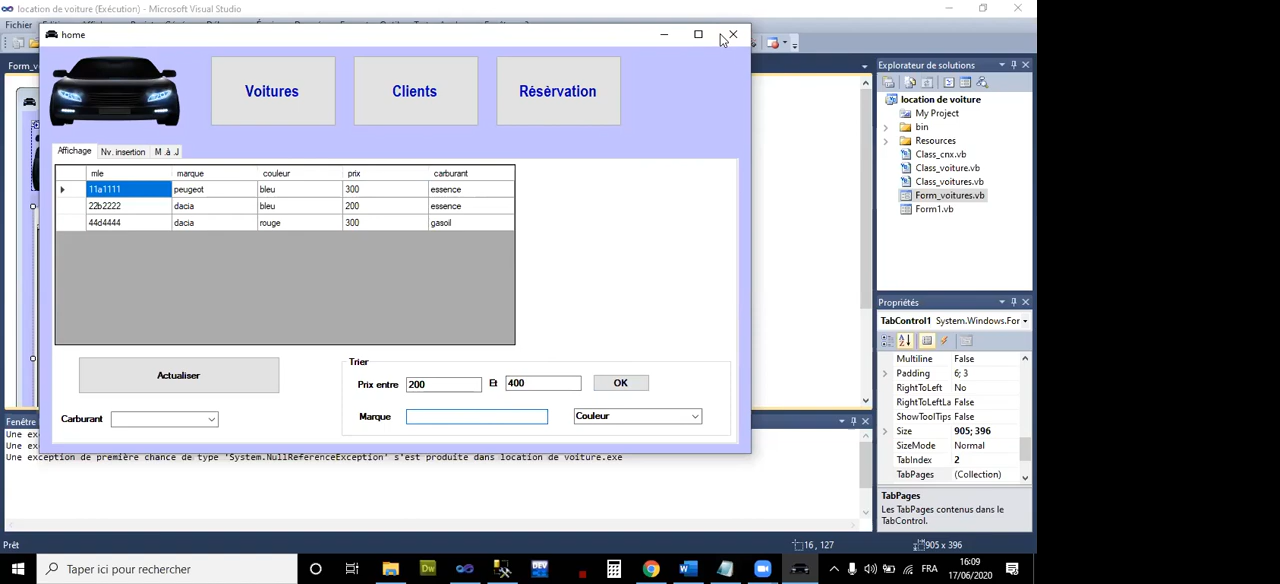 location de voiture (Exécution) - Microsoft Visual Studio
Fichier
home
Form_v
Voitures
Clients
Résérvation
Affichage Nv. insertion M .à .J
mle marque couleur prix carburant
11a1111 peugeot bleu 300 essence
22b2222 dacia bleu 200 essence
44d4444 dacia rouge 300 gasoil
Actualiser
Carburant
Trier
Prix entre 200 Et 400 OK
Marque Couleur
Explorateur de solutions
location de voiture
My Project
bin
Resources
Class_cnx.vb
Class_voiture.vb
Class_voitures.vb
Form_voitures.vb
Form1.vb
Propriétés
TabControl1 System.Windows.For
Multiline False
Padding 6; 3
RightToLeft No
RightToLeftLa False
ShowToolTips False
Size 905; 396
SizeMode Normal
TabIndex 2
TabPages (Collection)
TabPages
Les TabPages contenus dans le
TabControl.
Fenêtre
Une ex
Une ex
Une exception de première chance de type 'System.NullReferenceException' s'est produite dans location de voiture.exe
Prêt
16 , 127
905 x 396
Taper ici pour rechercher
Dw
DEV
FRA
16:09
17/06/2020